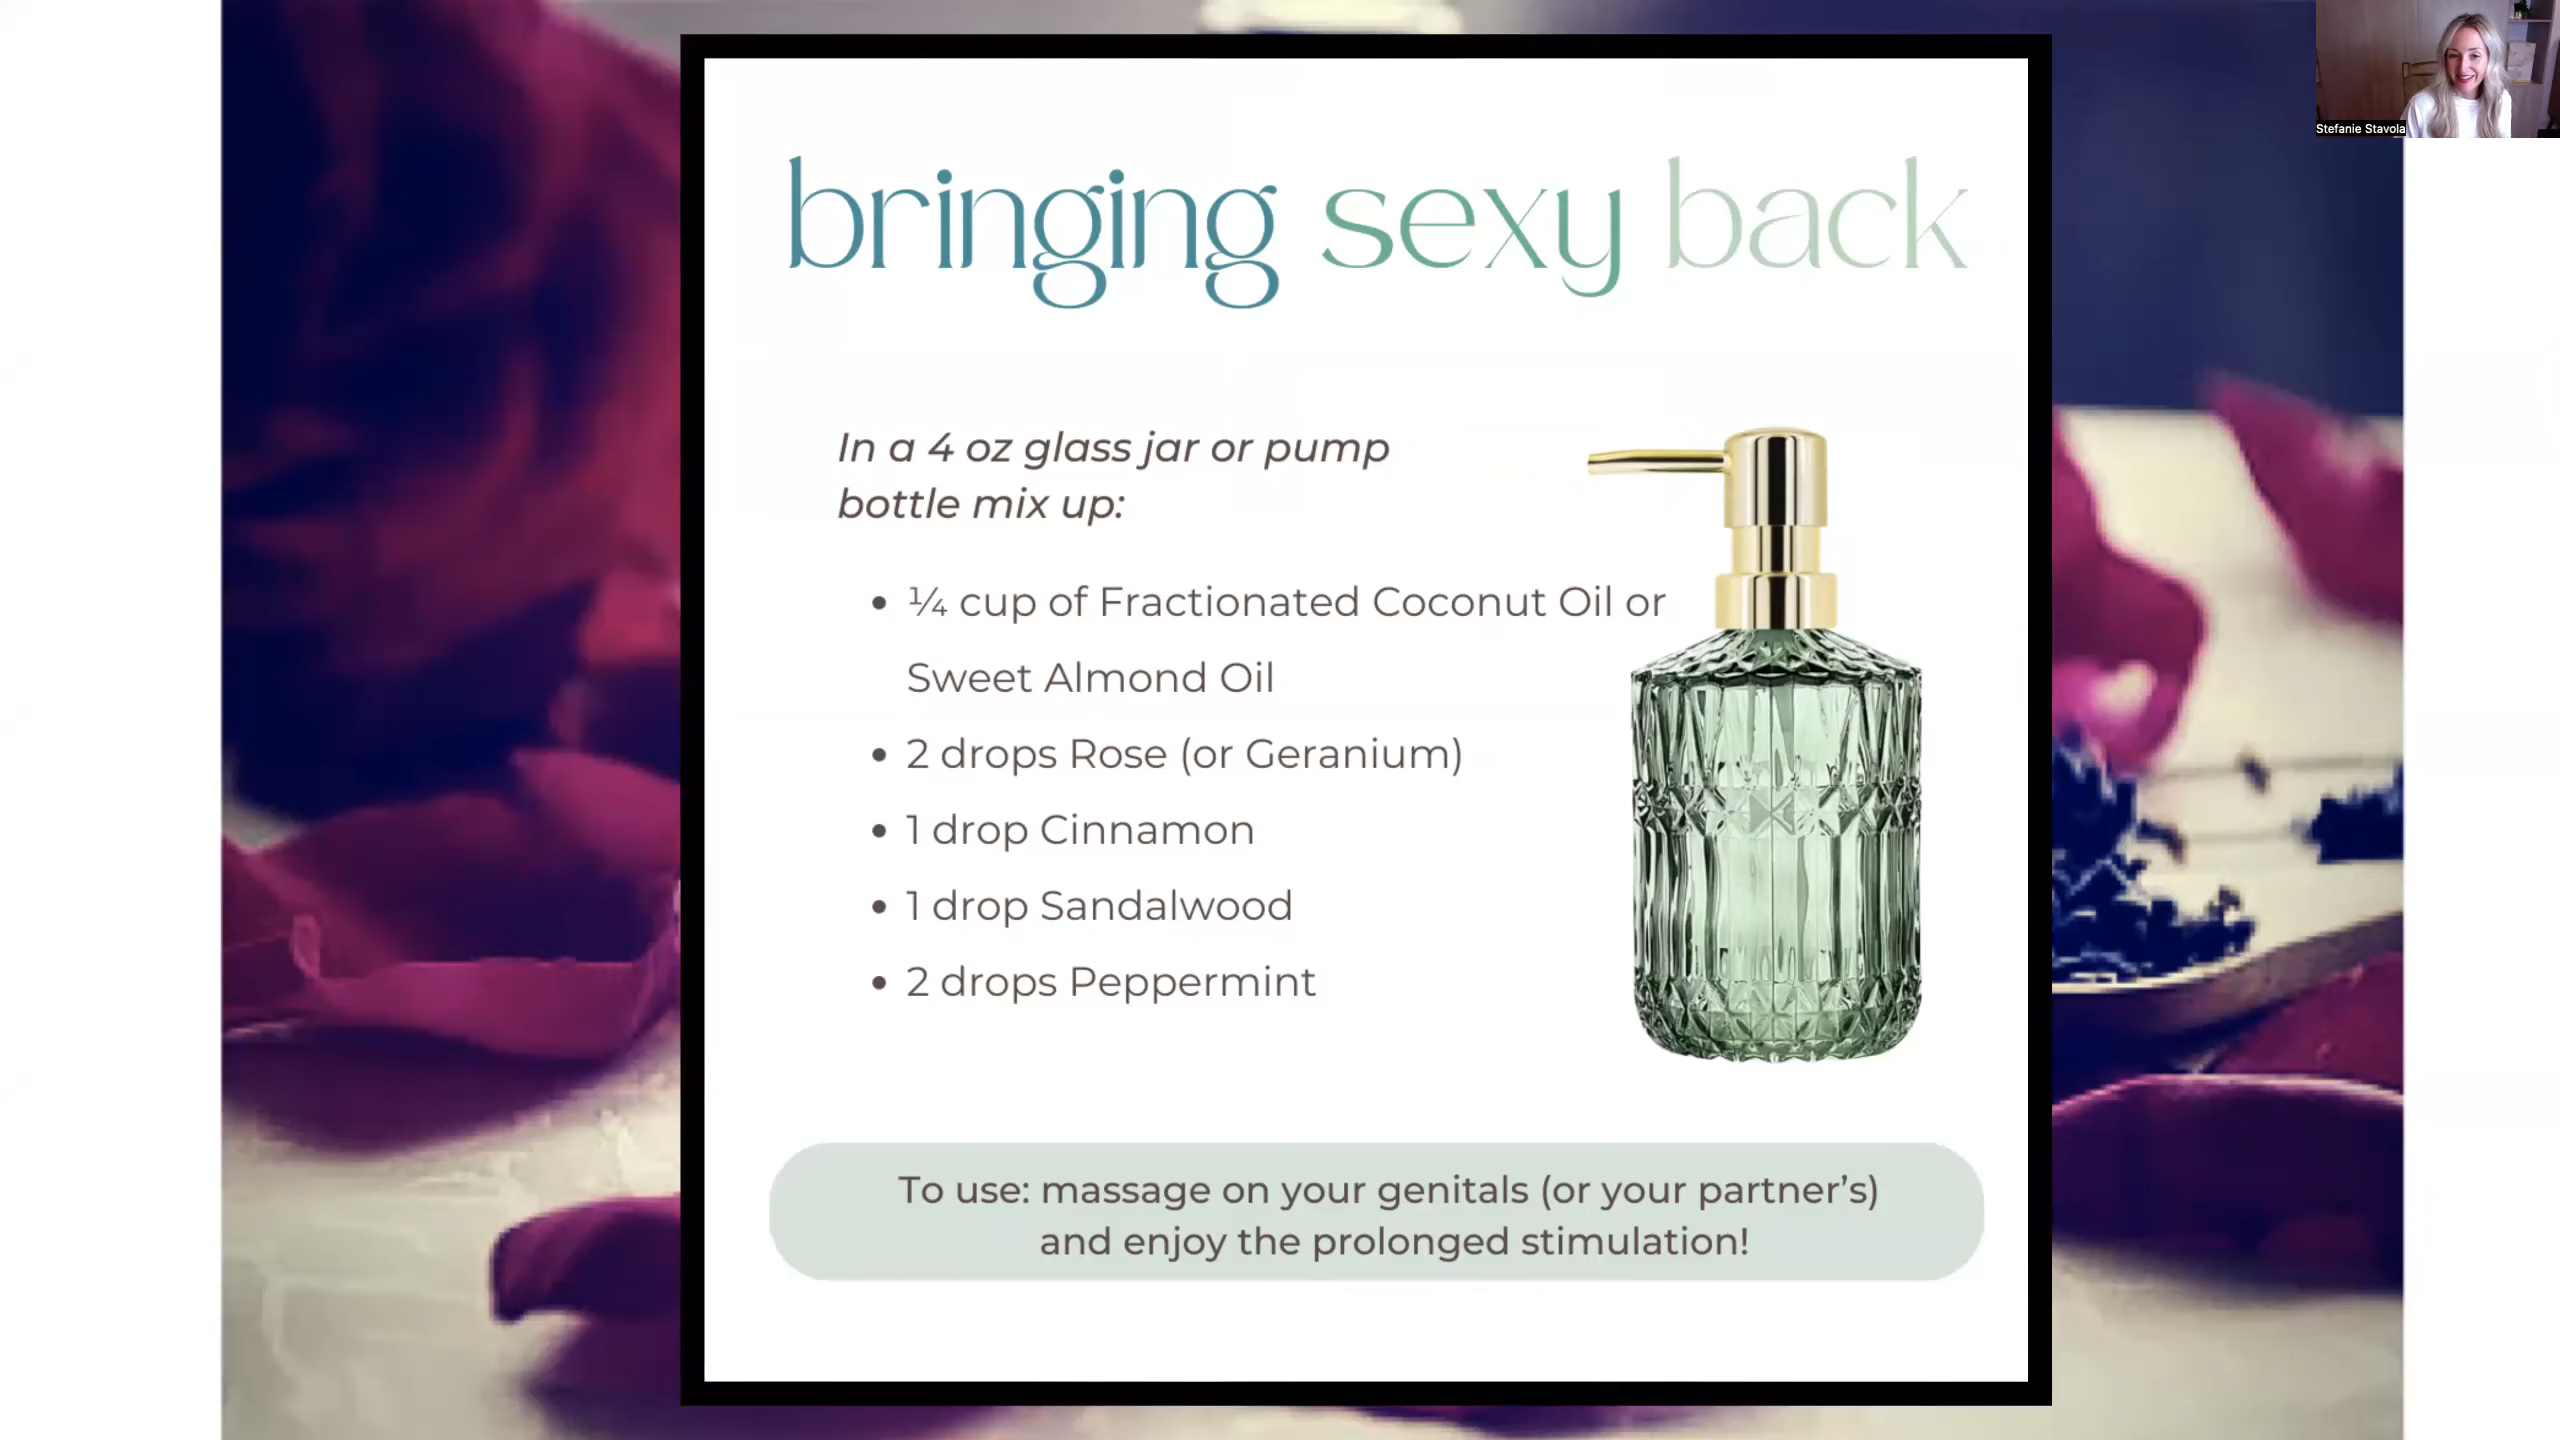 Stefanie Stavola
bringing sexy back
In a 4 oz glass jar or pump
bottle mix up:
• ¼ cup of Fractionated Coconut Oil or
Sweet Almond Oil
• 2 drops Rose (or Geranium)
• 1 drop Cinnamon
• 1 drop Sandalwood
• 2 drops Peppermint
To use: massage on your genitals (or your partner’s)
and enjoy the prolonged stimulation!